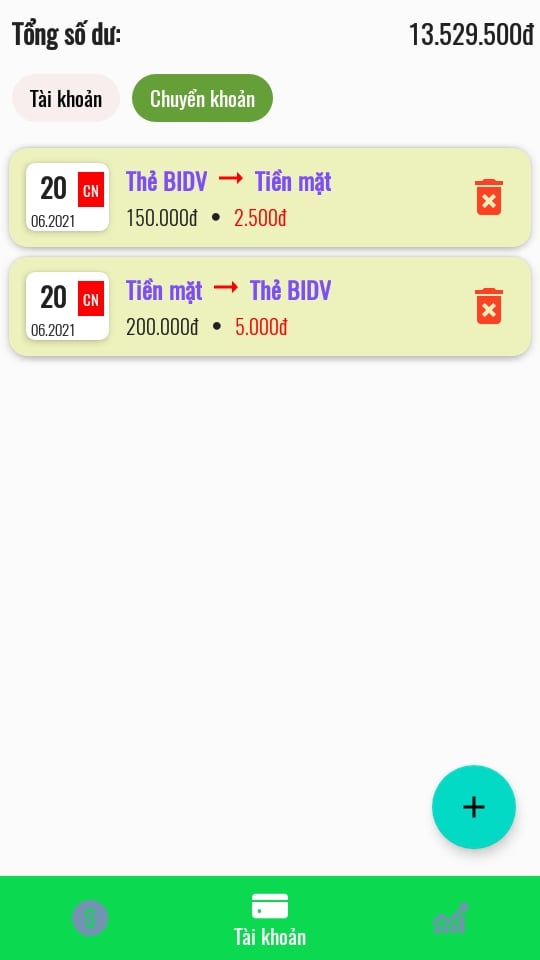 Tổng số dư: 13.529.500đ
Tài khoản Chuyển khoản
20 CN Thẻ BIDV → Tiền mặt
06.2021 150.000đ • 2.500đ
20 CN Tiền mặt → Thẻ BIDV
06.2021 200.000đ • 5.000đ
Tài khoản